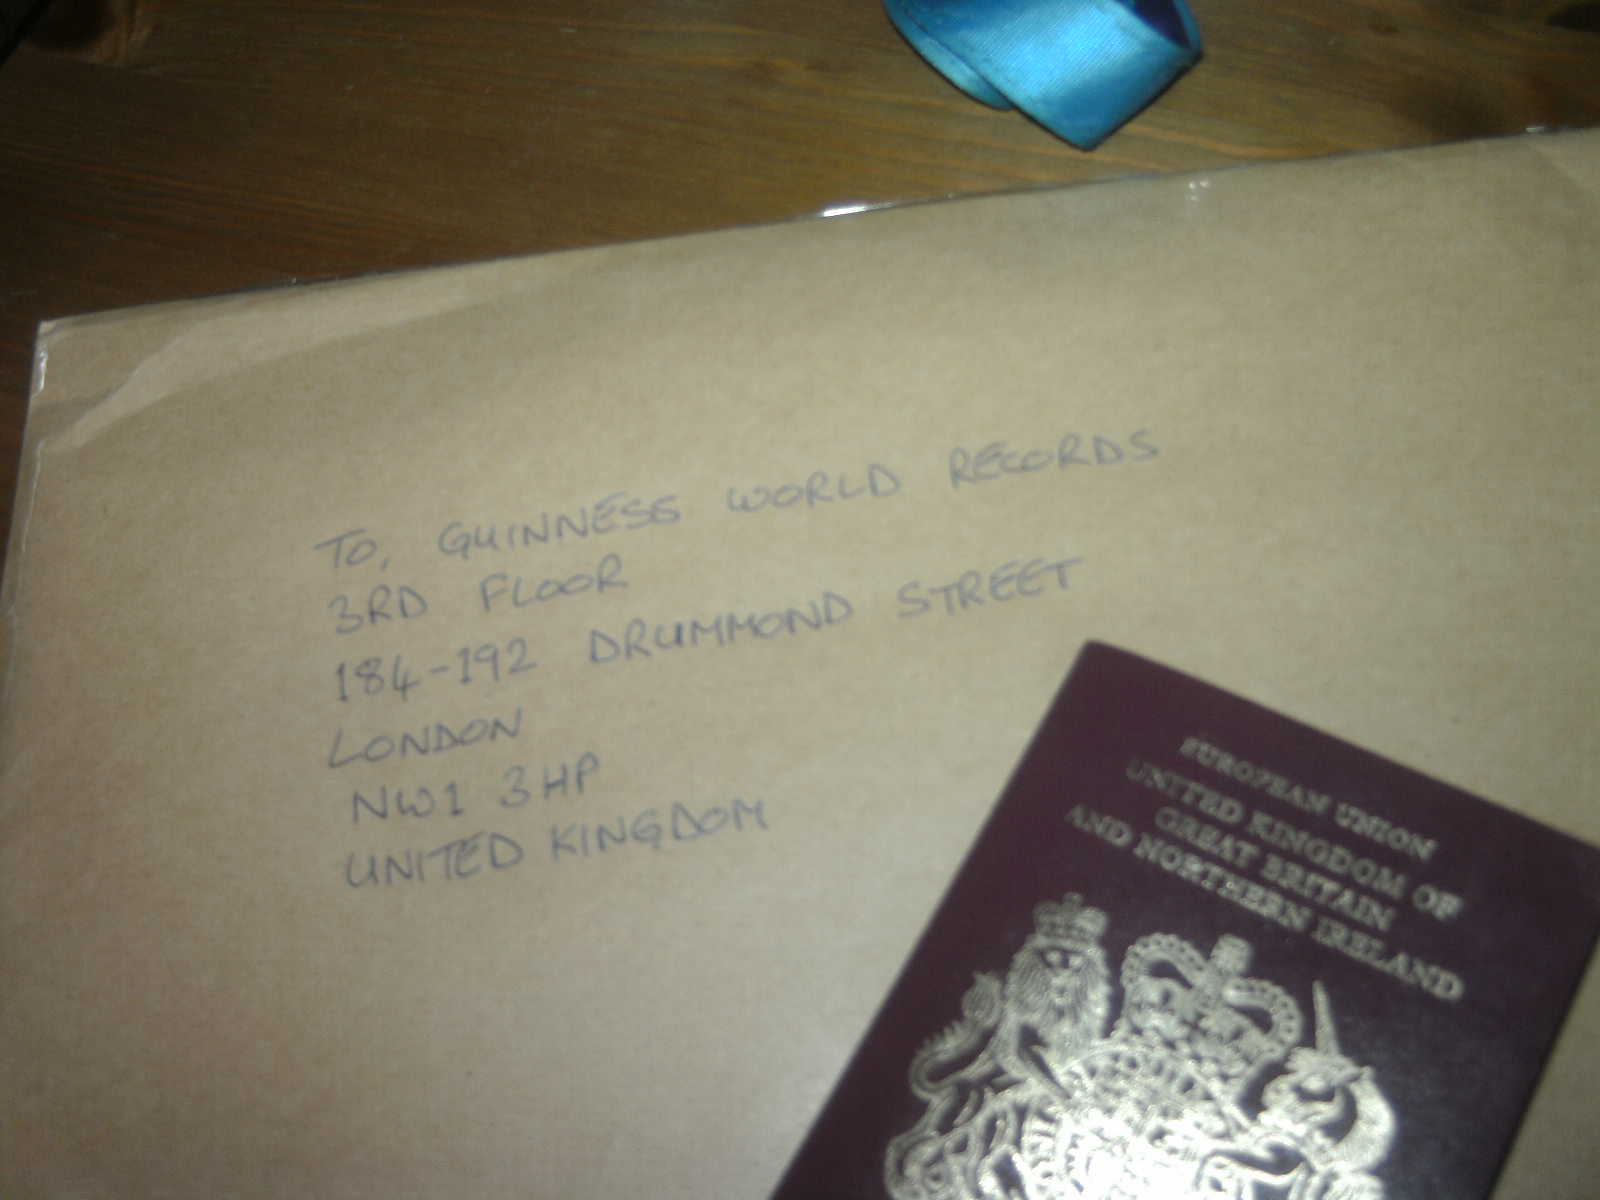 TO, GUINNESS WORLD RECORDS
3RD FLOOR
184-192 DRUMMOND STREET
LONDON
NW1 3HP
UNITED KINGDOM
EUROPEAN UNION
UNITED KINGDOM OF
GREAT BRITAIN
AND NORTHERN IRELAND